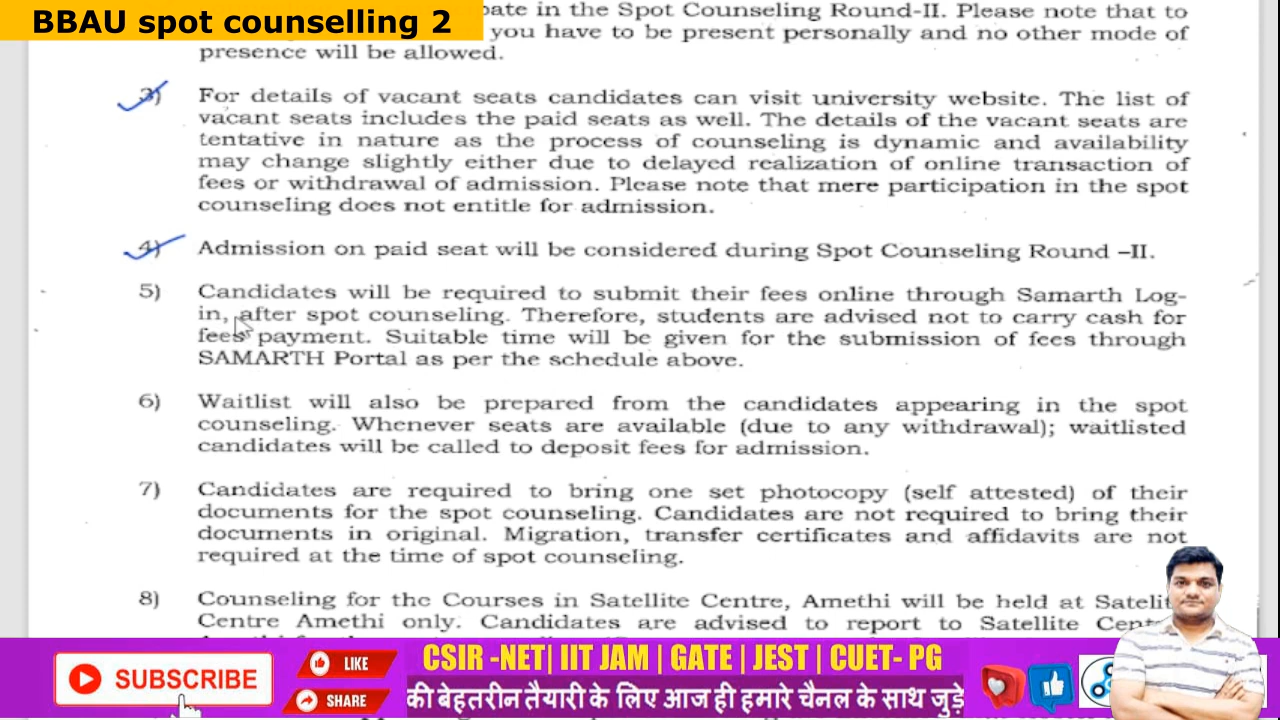 BBAU spot counselling 2
in the Spot Counseling Round-II. Please note that to
you have to be present personally and no other mode of
presence will be allowed.
3) For details of vacant seats candidates can visit university website. The list of
vacant seats includes the paid seats as well. The details of the vacant seats are
tentative in nature as the process of counseling is dynamic and availability
may change slightly either due to delayed realization of online transaction of
fees or withdrawal of admission. Please note that mere participation in the spot
counseling does not entitle for admission.
4) Admission on paid seat will be considered during Spot Counseling Round –II.
5) Candidates will be required to submit their fees online through Samarth Log-
in, after spot counseling. Therefore, students are advised not to carry cash for
fees payment. Suitable time will be given for the submission of fees through
SAMARTH Portal as per the schedule above.
6) Waitlist will also be prepared from the candidates appearing in the spot
counseling. Whenever seats are available (due to any withdrawal); waitlisted
candidates will be called to deposit fees for admission.
7) Candidates are required to bring one set photocopy (self attested) of their
documents for the spot counseling. Candidates are not required to bring their
documents in original. Migration, transfer certificates and affidavits are not
required at the time of spot counseling.
8) Counseling for the Courses in Satellite Centre, Amethi will be held at
Centre Amethi only. Candidates are advised to report to Satellite
SUBSCRIBE
LIKE
SHARE
CSIR -NET| IIT JAM | GATE | JEST | CUET- PG
की बेहतरीन तैयारी के लिए आज ही हमारे चैनल के साथ जुड़े